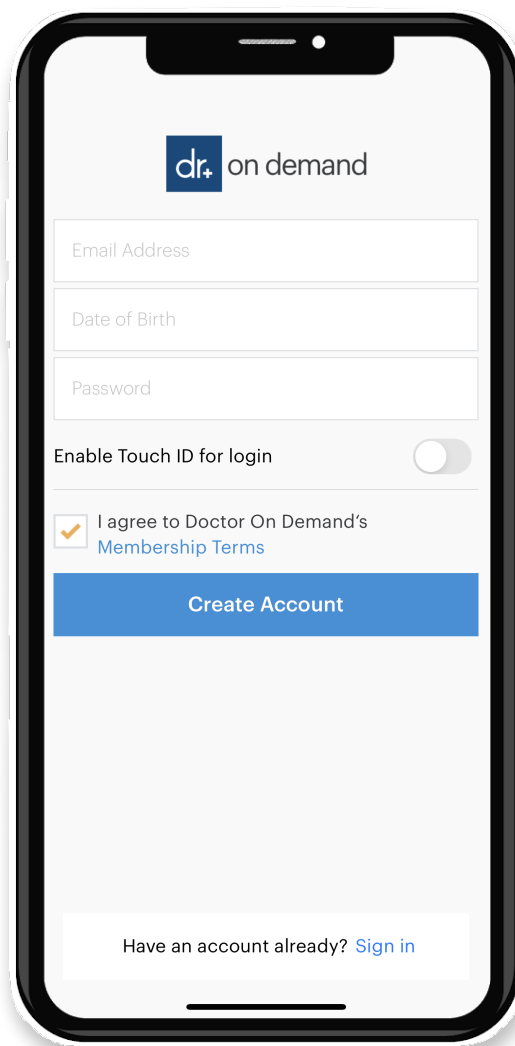 dr+ on demand
Email Address
Date of Birth
Password
Enable Touch ID for login
I agree to Doctor On Demand's
Membership Terms
Create Account
Have an account already? Sign in